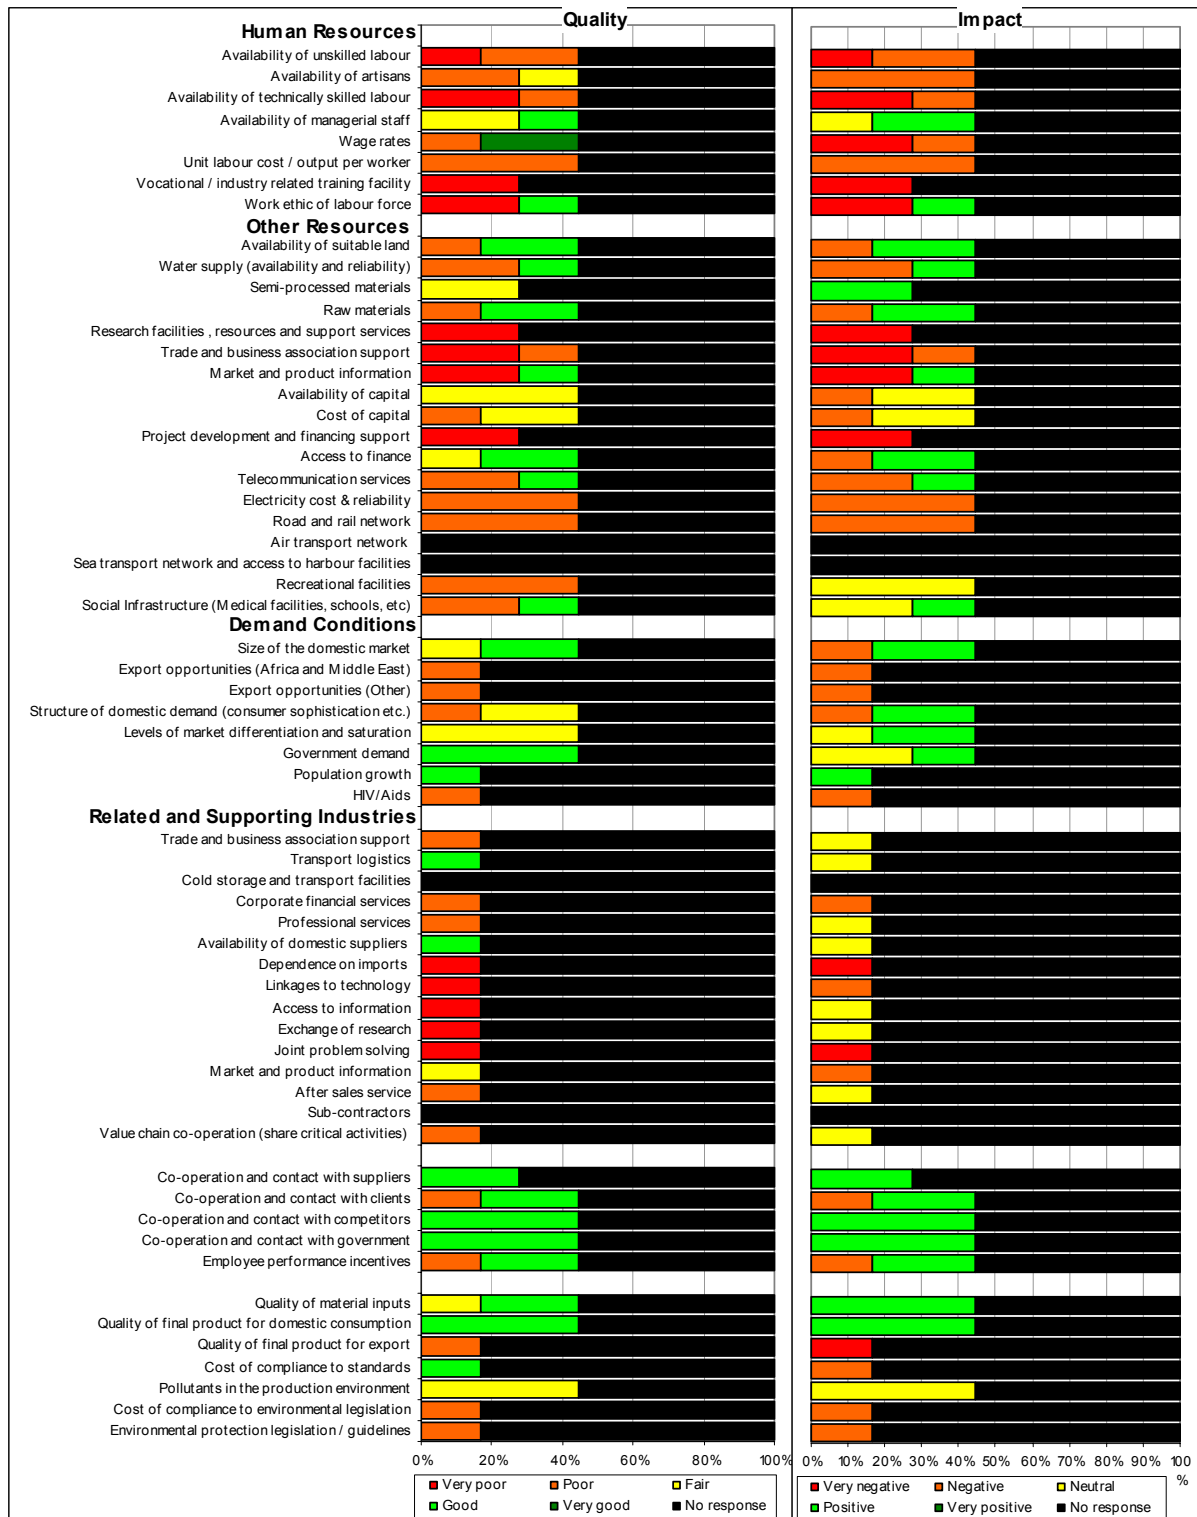 Quality
Impact
Human Resources
Availability of unskilled labour
Availability of artisans
Availability of technically skilled labour
Availability of managerial staff
Wage rates
Unit labour cost / output per worker
Vocational / industry related training facility
Work ethic of labour force
Other Resources
Availability of suitable land
Water supply (availability and reliability)
Semi-processed materials
Raw materials
Research facilities , resources and support services
Trade and business association support
Market and product information
Availability of capital
Cost of capital
Project development and financing support
Access to finance
Telecommunication services
Electricity cost & reliability
Road and rail network
Air transport network
Sea transport network and access to harbour facilities
Recreational facilities
Social Infrastructure (Medical facilities, schools, etc)
Demand Conditions
Size of the domestic market
Export opportunities (Africa and Middle East)
Export opportunities (Other)
Structure of domestic demand (consumer sophistication etc.)
Levels of market differentiation and saturation
Government demand
Population growth
HIV/Aids
Related and Supporting Industries
Trade and business association support
Transport logistics
Cold storage and transport facilities
Corporate financial services
Professional services
Availability of domestic suppliers
Dependence on imports
Linkages to technology
Access to information
Exchange of research
Joint problem solving
Market and product information
After sales service
Sub-contractors
Value chain co-operation (share critical activities)
Co-operation and contact with suppliers
Co-operation and contact with clients
Co-operation and contact with competitors
Co-operation and contact with government
Employee performance incentives
Quality of material inputs
Quality of final product for domestic consumption
Quality of final product for export
Cost of compliance to standards
Pollutants in the production environment
Cost of compliance to environmental legislation
Environmental protection legislation / guidelines
0% 20% 40% 60% 80% 100%
0% 10% 20% 30% 40% 50% 60% 70% 80% 90% 100
%
Very poor Poor Fair
Good Very good No response
Very negative Negative Neutral
Positive Very positive No response